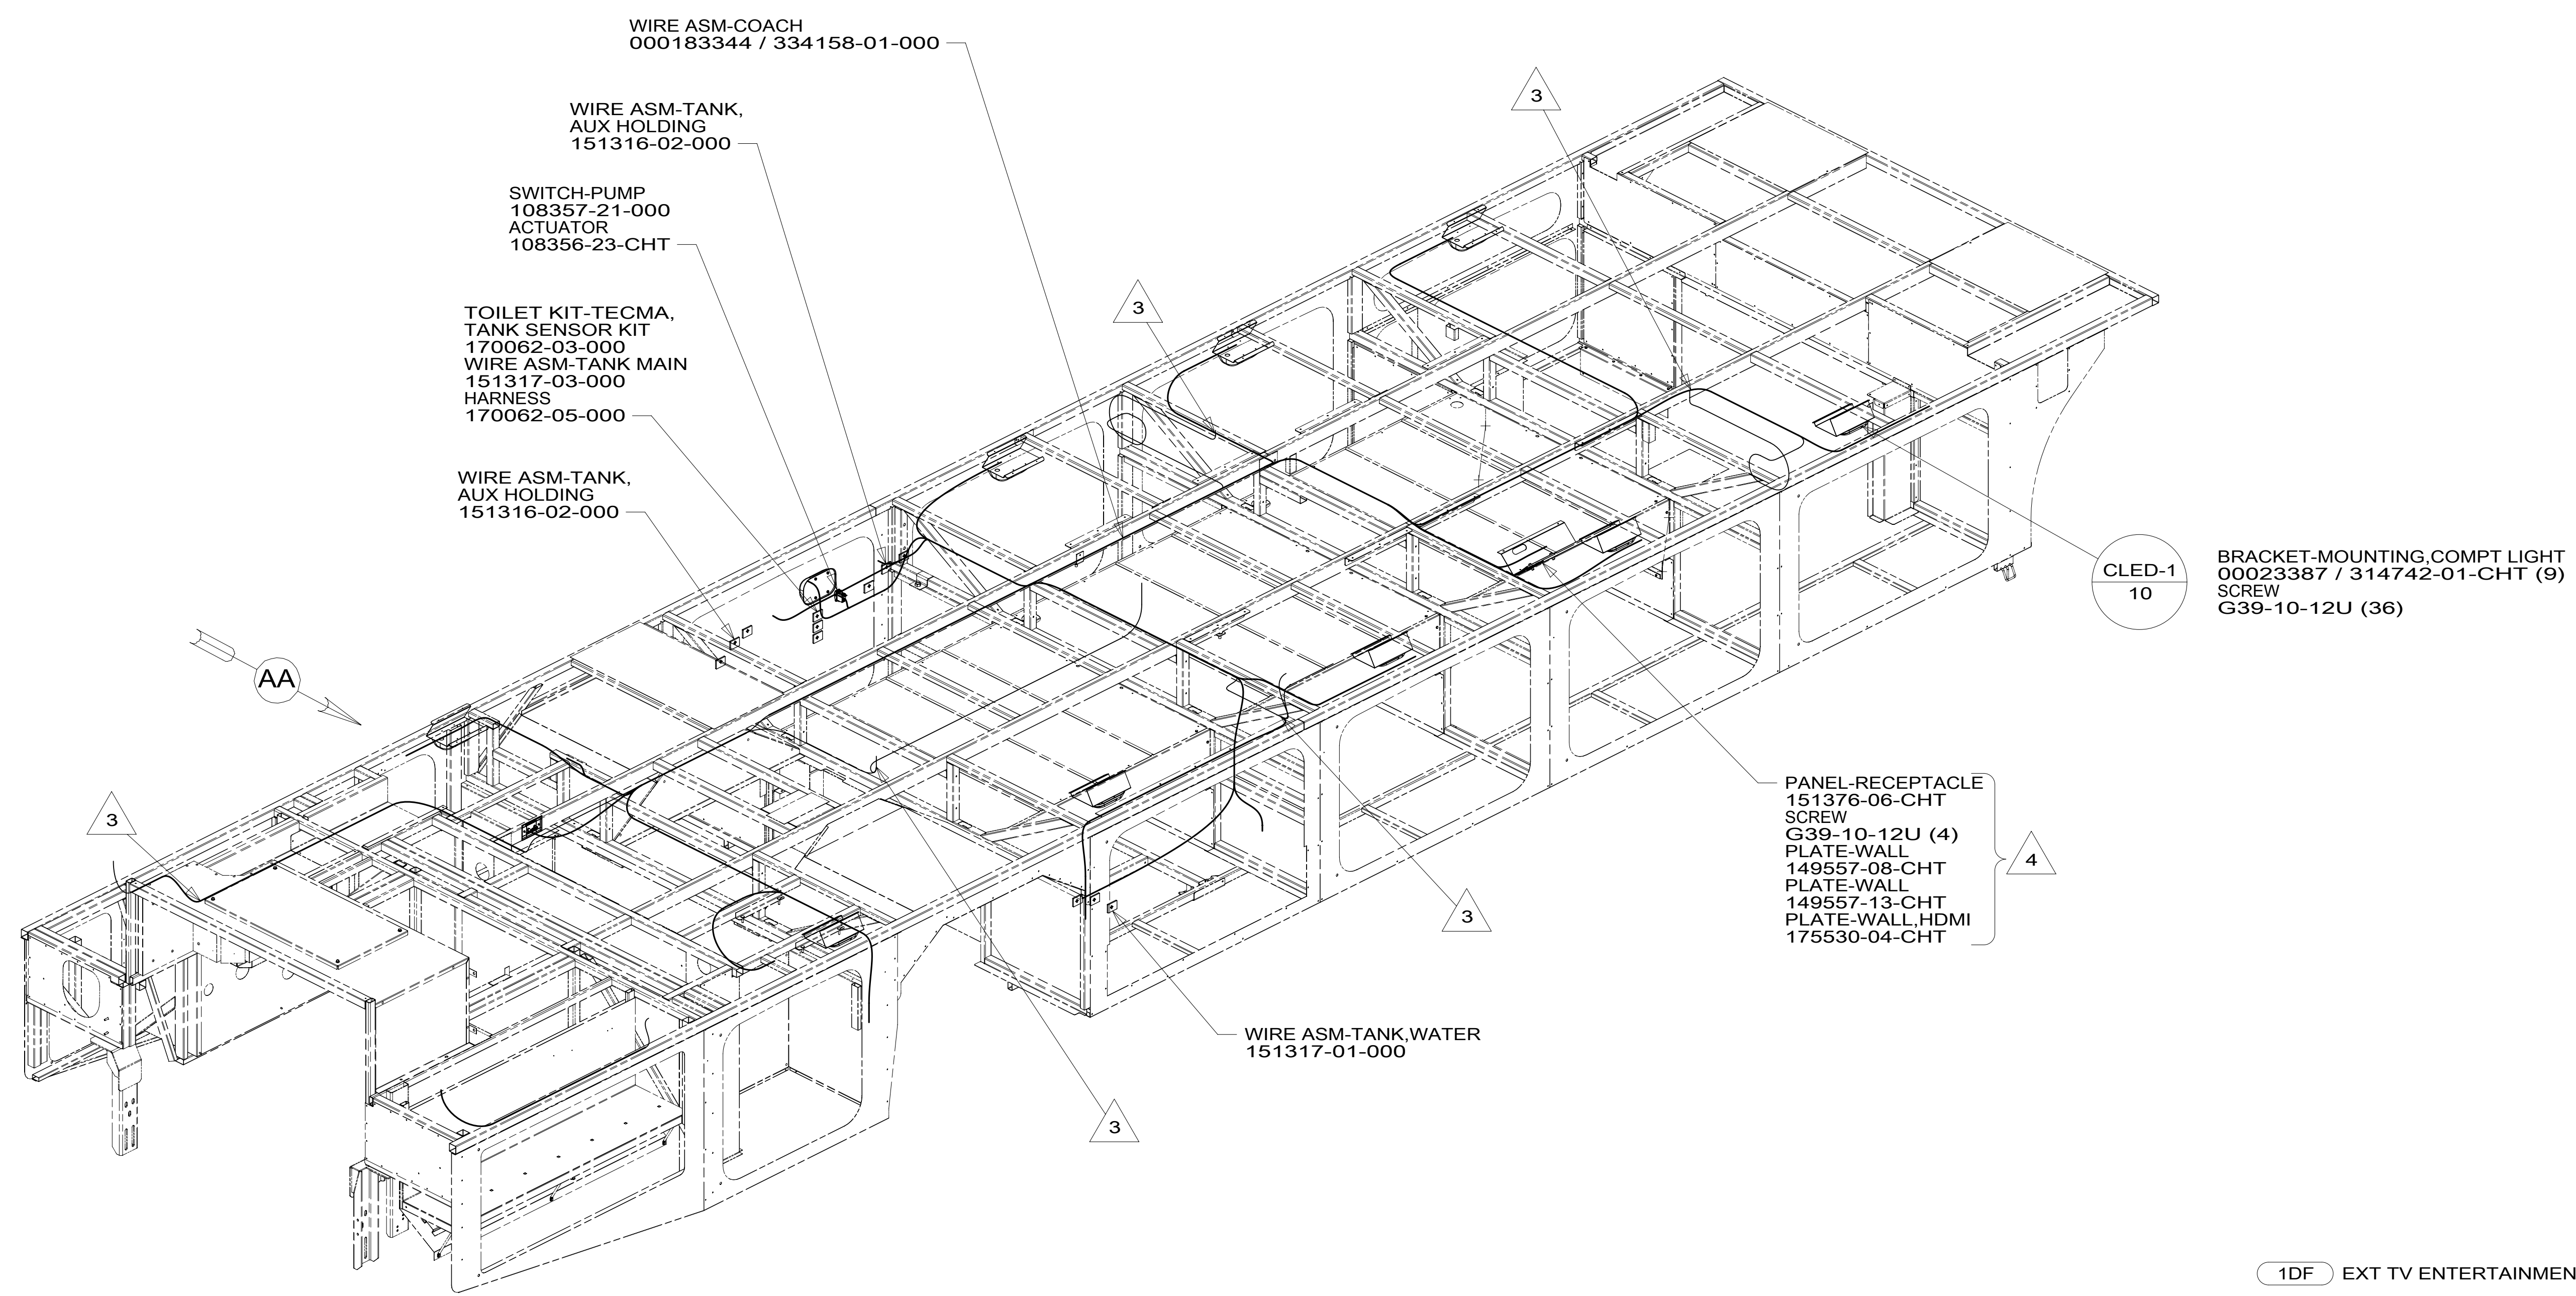 WIRE ASM-COACH
000183344 / 334158-01-000
WIRE ASM-TANK,
AUX HOLDING
151316-02-000
SWITCH-PUMP
108357-21-000
ACTUATOR
108356-23-CHT
TOILET KIT-TECMA,
TANK SENSOR KIT
170062-03-000
WIRE ASM-TANK MAIN
151317-03-000
HARNESS
170062-05-000
WIRE ASM-TANK,
AUX HOLDING
151316-02-000
3
3
AA
3
CLED-1
10
BRACKET-MOUNTING,COMPT LIGHT
00023387 / 314742-01-CHT (9)
SCREW
G39-10-12U (36)
PANEL-RECEPTACLE
151376-06-CHT
SCREW
G39-10-12U (4)
PLATE-WALL
149557-08-CHT
PLATE-WALL
149557-13-CHT
PLATE-WALL,HDMI
175530-04-CHT
4
3
WIRE ASM-TANK,WATER
151317-01-000
3
1DF EXT TV ENTERTAINMEN